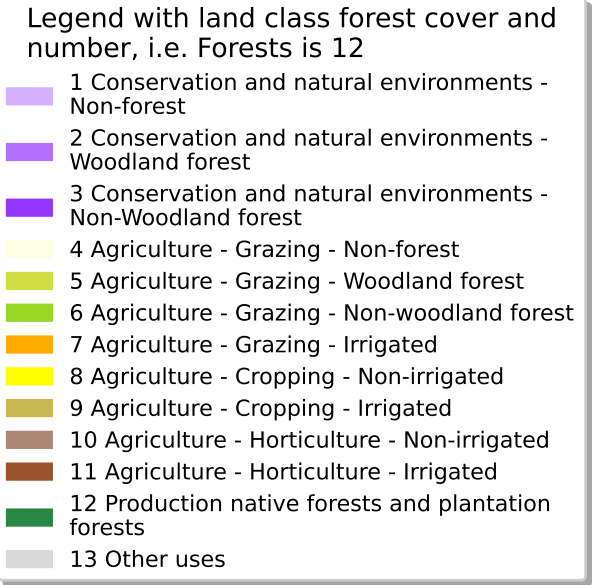 Legend with land class forest cover and
number, i.e. Forests is 12
1 Conservation and natural environments -
Non-forest
2 Conservation and natural environments -
Woodland forest
3 Conservation and natural environments -
Non-Woodland forest
4 Agriculture - Grazing - Non-forest
5 Agriculture - Grazing - Woodland forest
6 Agriculture - Grazing - Non-woodland forest
7 Agriculture - Grazing - Irrigated
8 Agriculture - Cropping - Non-irrigated
9 Agriculture - Cropping - Irrigated
10 Agriculture - Horticulture - Non-irrigated
11 Agriculture - Horticulture - Irrigated
12 Production native forests and plantation
forests
13 Other uses